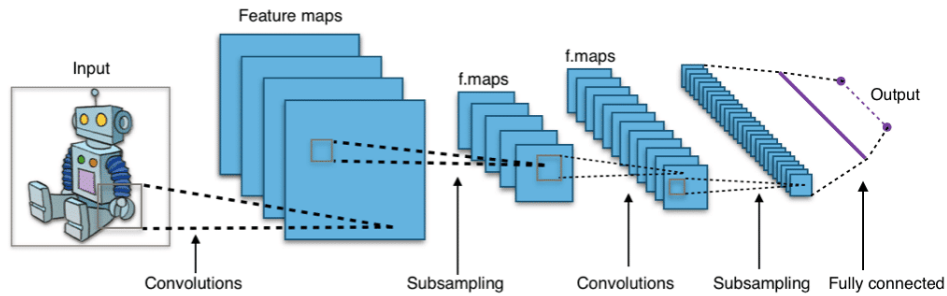 Feature maps
Input
f.maps
f.maps
Output
Convolutions
Subsampling
Convolutions
Subsampling
Fully connected